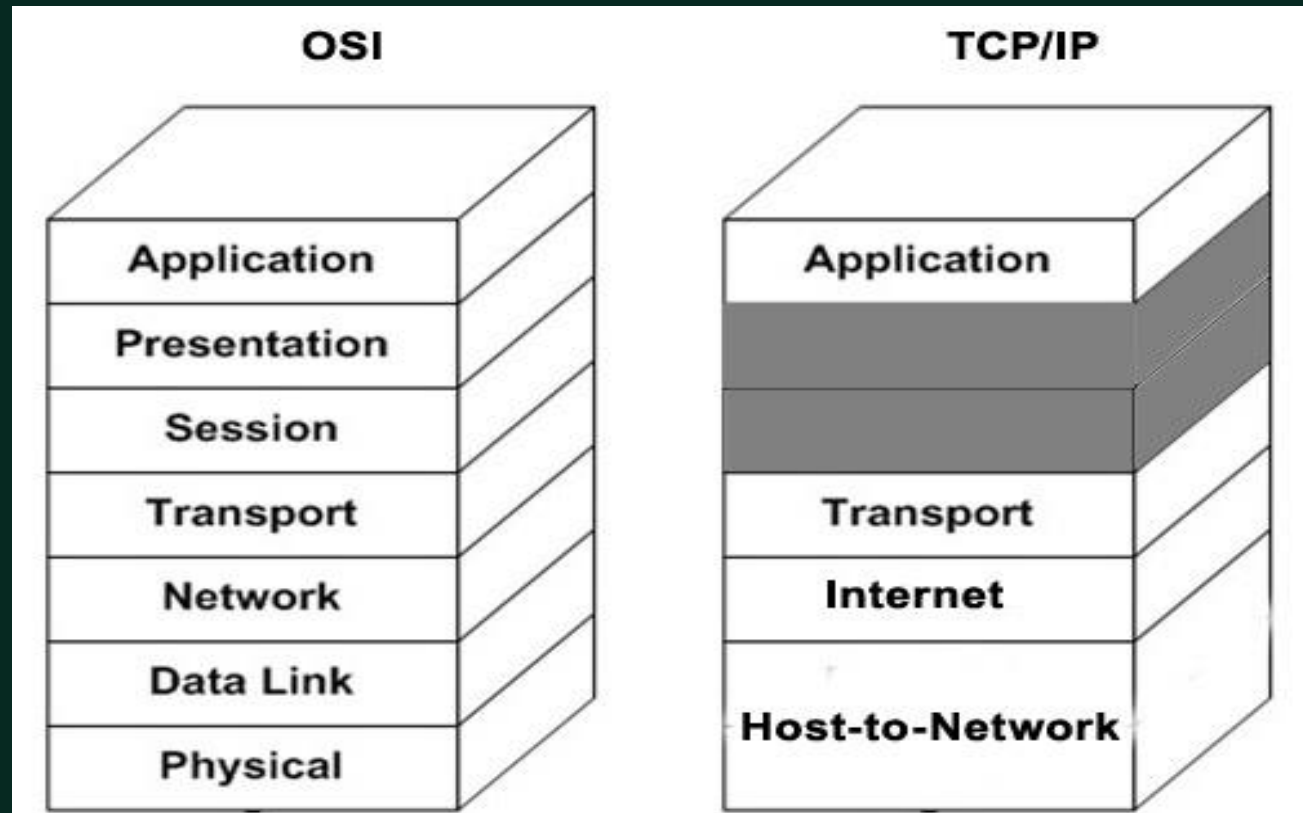 OSI
Application
Presentation
Session
Transport
Network
Data Link
Physical
TCP/IP
Application
Transport
Internet
Host-to-Network